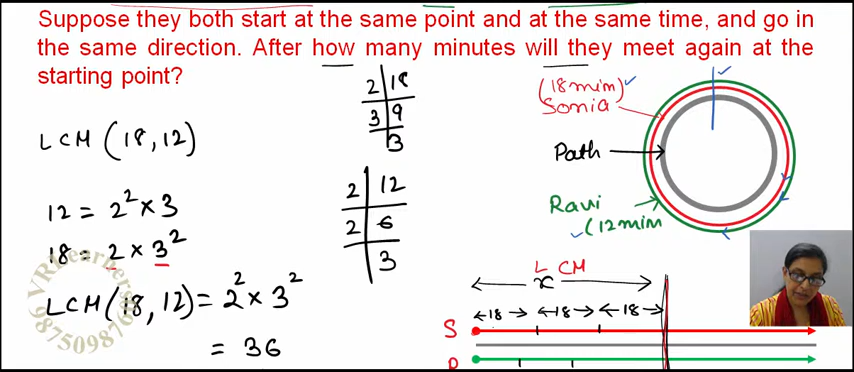 Suppose they both start at the same point and at the same time, and go in
the same direction. After how many minutes will they meet again at the
starting point?
LCM (18,12)
12 = 2² × 3
18 = 2 × 3²
LCM (18,12) = 2² × 3²
= 36
2 18
3 9
3
2 12
2 6
3
(18 min)
Sonia
Path
Ravi
(12 min
LCM
x
18 18 18
S
R
VR Learners